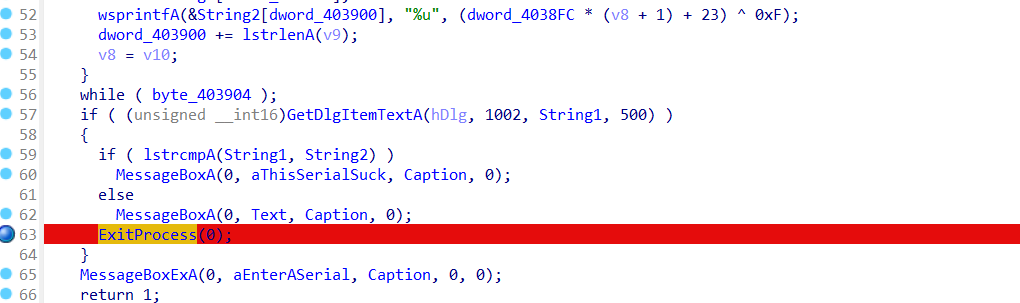 52 wsprintfA(&String2[dword_403900], "%u", (dword_4038FC * (v8 + 1) + 23) ^ 0xF);
53 dword_403900 += lstrlenA(v9);
54 v8 = v10;
55 }
56 while ( byte_403904 );
57 if ( (unsigned __int16)GetDlgItemTextA(hDlg, 1002, String1, 500) )
58 {
59 if ( lstrcmpA(String1, String2) )
60 MessageBoxA(0, aThisSerialSuck, Caption, 0);
61 else
62 MessageBoxA(0, Text, Caption, 0);
63 ExitProcess(0);
64 }
65 MessageBoxExA(0, aEnterASerial, Caption, 0, 0);
66 return 1;